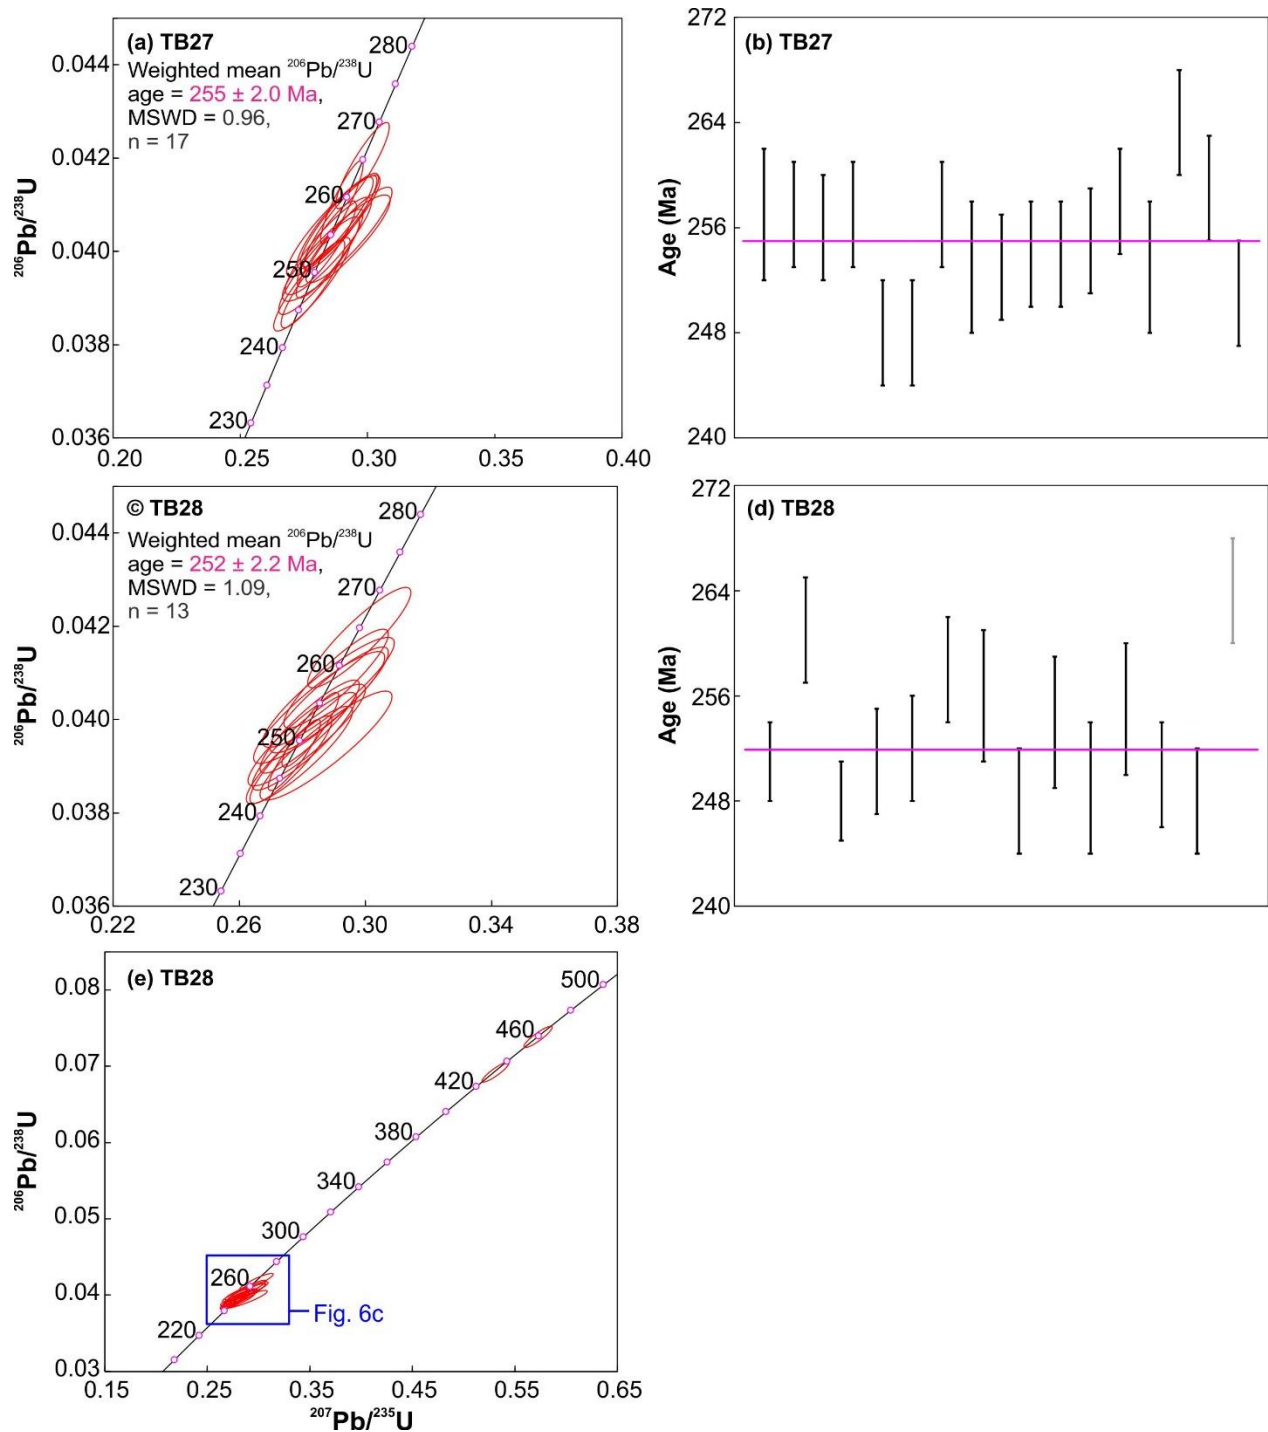 (a) TB27
Weighted mean ²⁰⁶Pb/²³⁸U
age = 255 ± 2.0 Ma,
MSWD = 0.96,
n = 17
280
270
260
250
240
230
0.044
0.042
0.040
0.038
0.036
0.20 0.25 0.30 0.35 0.40
²⁰⁶Pb/²³⁸U
(b) TB27
272
264
256
248
240
Age (Ma)
© TB28
Weighted mean ²⁰⁶Pb/²³⁸U
age = 252 ± 2.2 Ma,
MSWD = 1.09,
n = 13
280
270
260
250
240
230
0.044
0.042
0.040
0.038
0.036
0.22 0.26 0.30 0.34 0.38
²⁰⁶Pb/²³⁸U
(d) TB28
272
264
256
248
240
Age (Ma)
(e) TB28
500
460
420
380
340
300
260
220
Fig. 6c
0.08
0.07
0.06
0.05
0.04
0.03
0.15 0.25 0.35 0.45 0.55 0.65
²⁰⁶Pb/²³⁸U
²⁰⁷Pb/²³⁵U